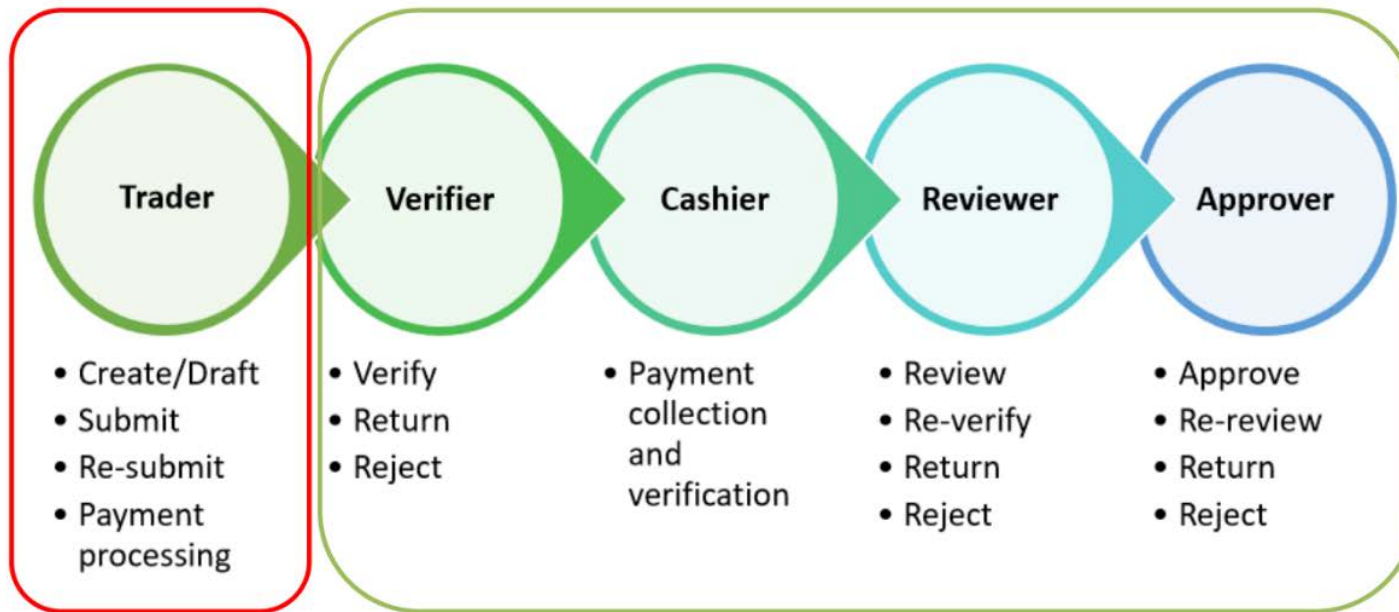 Trader
Verifier
Cashier
Reviewer
Approver
• Create/Draft
• Submit
• Re-submit
• Payment
processing
• Verify
• Return
• Reject
• Payment
collection
and
verification
• Review
• Re-verify
• Return
• Reject
• Approve
• Re-review
• Return
• Reject